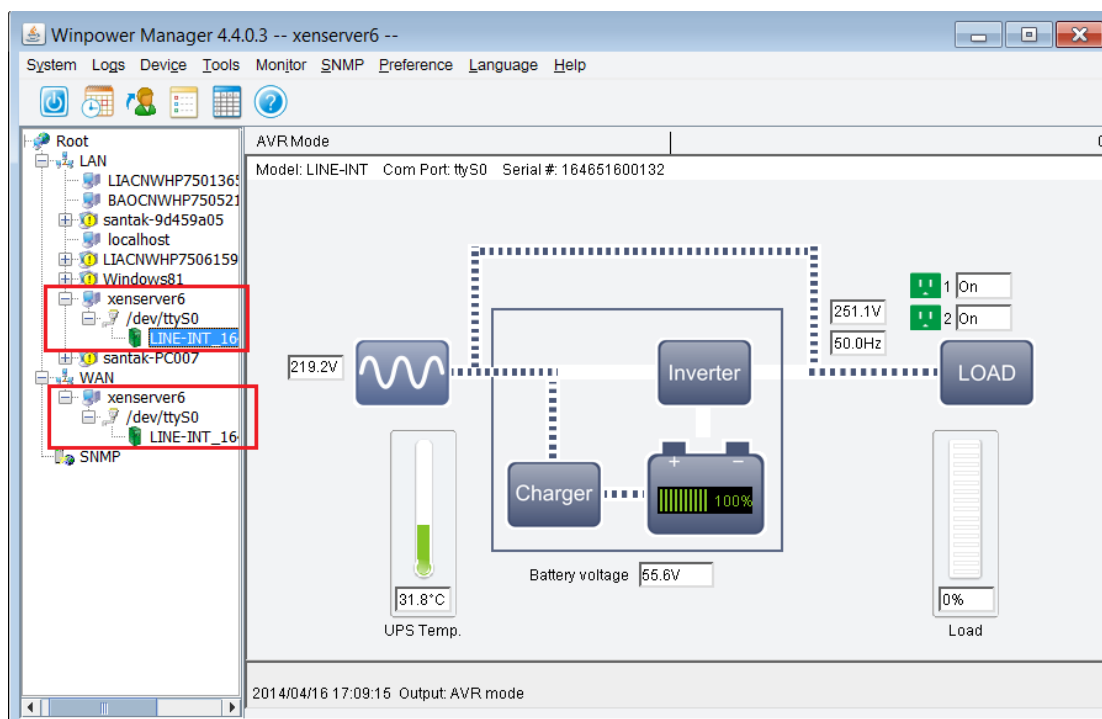 Winpower Manager 4.4.0.3 -- xenserver6 --
System Logs Device Tools Monitor SNMP Preference Language Help
Root
LAN
LIACNWHP7501365
BAOCNWHP750521
santak-9d459a05
localhost
LIACNWHP7506159
Windows81
xenserver6
/dev/ttyS0
LINE-INT_16
santak-PC007
WAN
xenserver6
/dev/ttyS0
LINE-INT_16
SNMP
AVR Mode
Model: LINE-INT Com Port: ttyS0 Serial #: 164651600132
1 On
2 On
251.1V
50.0Hz
219.2V
Inverter
LOAD
Charger
+ −
100%
Battery voltage 55.6V
31.8°C
UPS Temp.
0%
Load
2014/04/16 17:09:15 Output: AVR mode